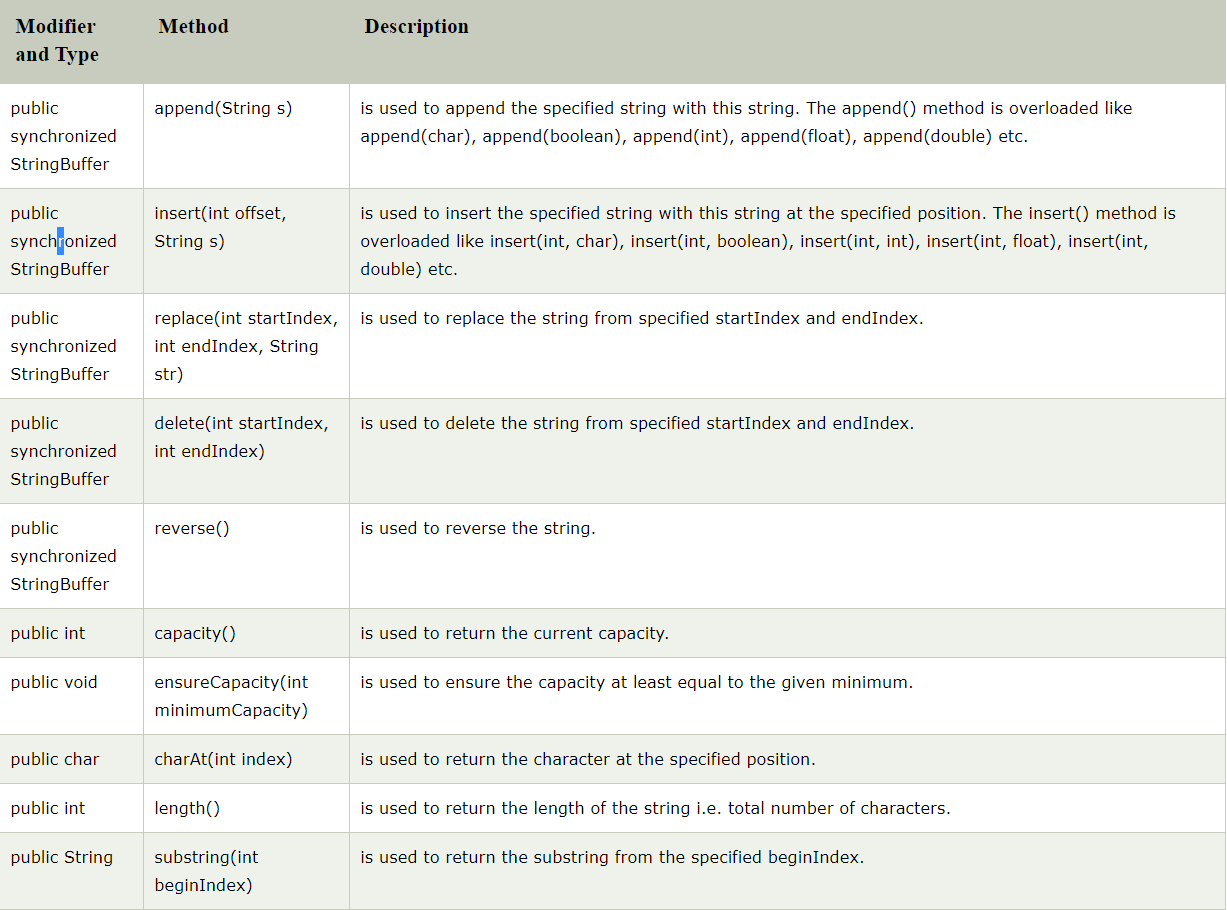 Modifier and Type Method Description
public synchronized StringBuffer
append(String s)
is used to append the specified string with this string. The append() method is overloaded like
append(char), append(boolean), append(int), append(float), append(double) etc.
public synchronized StringBuffer
insert(int offset,
String s)
is used to insert the specified string with this string at the specified position. The insert() method is
overloaded like insert(int, char), insert(int, boolean), insert(int, int), insert(int, float), insert(int,
double) etc.
public
synchronized
StringBuffer
replace(int startIndex,
int endIndex, String
str)
is used to replace the string from specified startIndex and endIndex.
public
synchronized
StringBuffer
delete(int startIndex,
int endIndex)
is used to delete the string from specified startIndex and endIndex.
public
synchronized
StringBuffer
reverse()
is used to reverse the string.
public int
capacity()
is used to return the current capacity.
public void
ensureCapacity(int
minimumCapacity)
is used to ensure the capacity at least equal to the given minimum.
public char
charAt(int index)
is used to return the character at the specified position.
public int
length()
is used to return the length of the string i.e. total number of characters.
public String
substring(int
beginIndex)
is used to return the substring from the specified beginIndex.